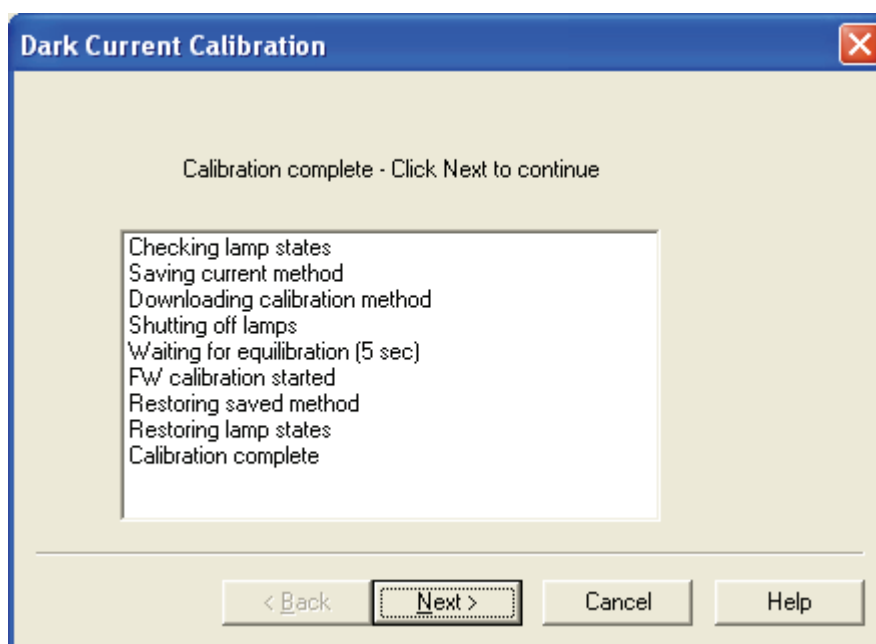 Dark Current Calibration
Calibration complete - Click Next to continue
Checking lamp states
Saving current method
Downloading calibration method
Shutting off lamps
Waiting for equilibration (5 sec)
FW calibration started
Restoring saved method
Restoring lamp states
Calibration complete
< Back
Next >
Cancel
Help